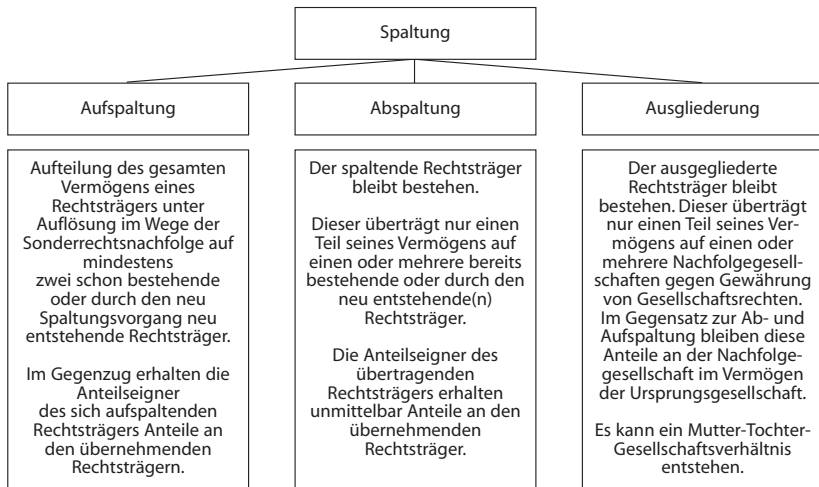 Spaltung
Aufspaltung
Abspaltung
Ausgliederung
Aufteilung des gesamten
Vermögens eines
Rechtsträgers unter
Auflösung im Wege der
Sonderrechtsnachfolge auf
mindestens
zwei schon bestehende
oder durch den neu
Spaltungsvorgang neu
entstehende Rechtsträger.
Im Gegenzug erhalten die
Anteilseigner
des sich aufspaltenden
Rechtsträgers Anteile an
den übernehmenden
Rechtsträgern.
Der spaltende Rechtsträger
bleibt bestehen.
Dieser überträgt nur einen
Teil seines Vermögens auf
einen oder mehrere bereits
bestehende oder durch den
neu entstehende(n)
Rechtsträger.
Die Anteilseigner des
übertragenden
Rechtsträgers erhalten
unmittelbar Anteile an den
übernehmenden
Rechtsträger.
Der ausgegliederte
Rechtsträger bleibt
bestehen. Dieser überträgt
nur einen Teil seines Ver-
mögens auf einen oder
mehrere Nachfolgegesell-
schaften gegen Gewährung
von Gesellschaftsrechten.
Im Gegensatz zur Ab- und
Aufspaltung bleiben diese
Anteile an der Nachfolge-
gesellschaft im Vermögen
der Ursprungsgesellschaft.
Es kann ein Mutter-Tochter-
Gesellschaftsverhältnis
entstehen.